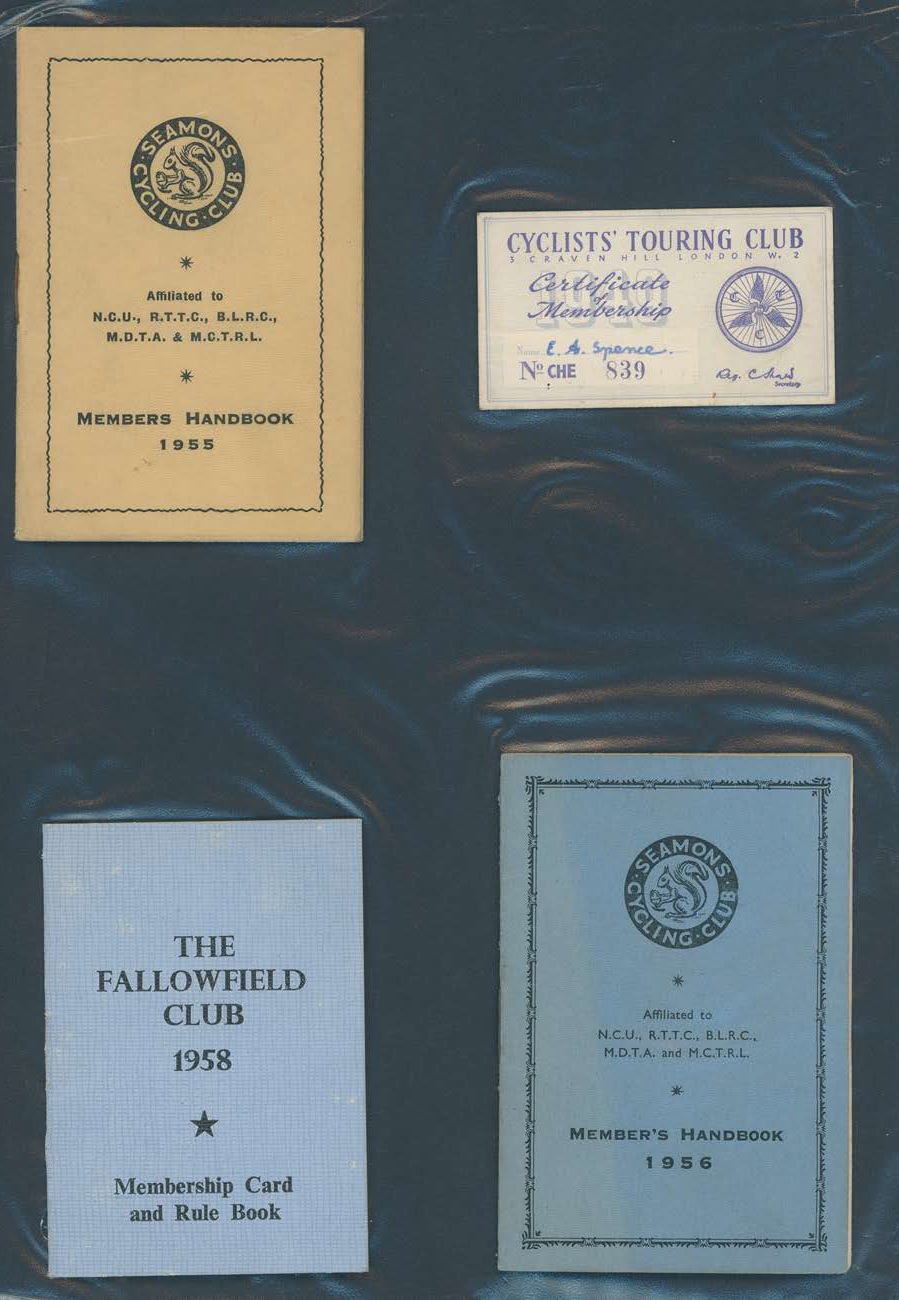 SEAMONS
CYCLING·CLUB
Affiliated to
N.C.U., R.T.T.C., B.L.R.C.,
M.D.T.A. & M.C.T.R.L.
MEMBERS HANDBOOK
1955
CYCLISTS' TOURING CLUB
3 CRAVEN HILL LONDON W. 2
Certificate
of
Membership
C T C
Name E. A. Spence.
Nº CHE 839
Secretary
THE
FALLOWFIELD
CLUB
1958
Membership Card
and Rule Book
SEAMONS
CYCLING·CLUB
Affiliated to
N.C.U., R.T.T.C., B.L.R.C.,
M.D.T.A. and M.C.T.R.L.
MEMBER'S HANDBOOK
1956